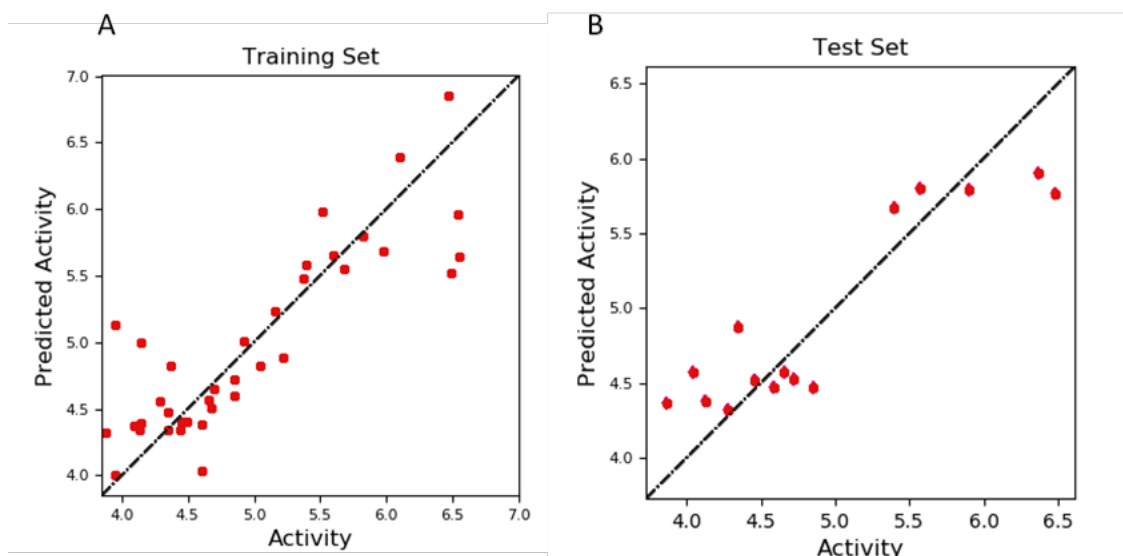 A
Training Set
Predicted Activity
7.0
6.5
6.0
5.5
5.0
4.5
4.0
4.0 4.5 5.0 5.5 6.0 6.5 7.0
Activity
B
Test Set
Predicted Activity
6.5
6.0
5.5
5.0
4.5
4.0
4.0 4.5 5.0 5.5 6.0 6.5
Activity